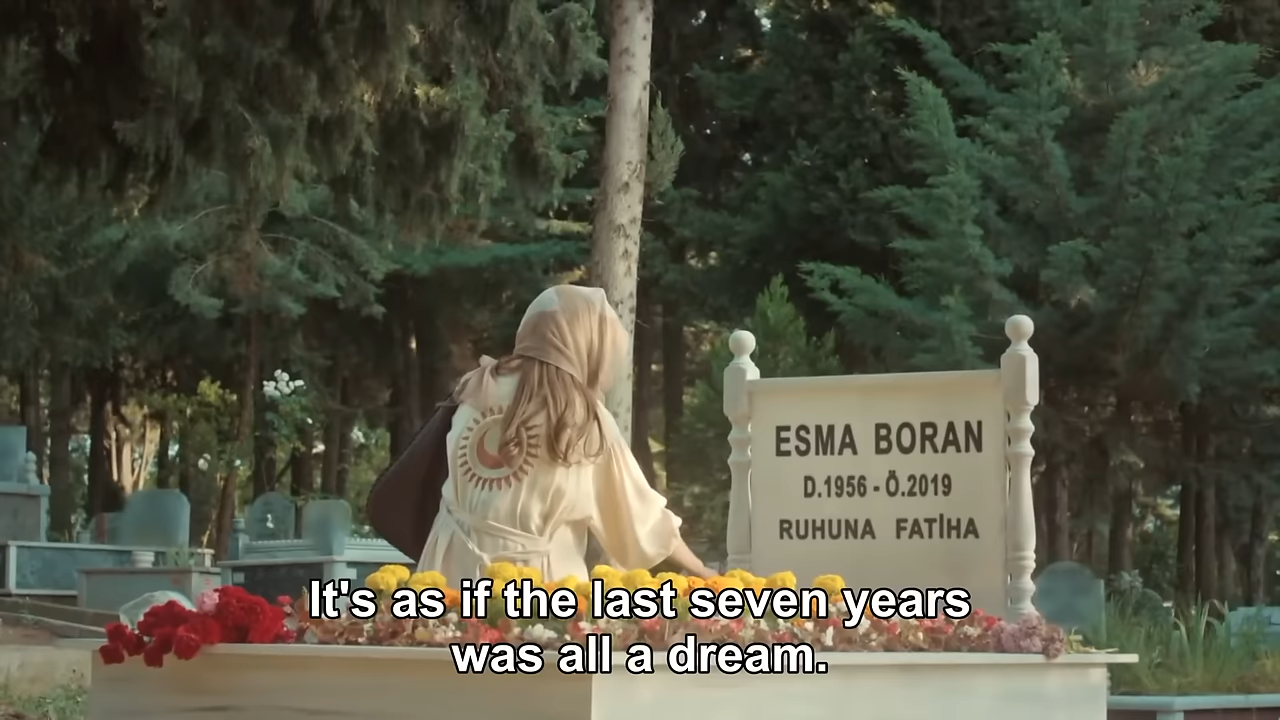 ESMA BORAN
D.1956 - Ö.2019
RUHUNA FATİHA
It's as if the last seven years
was all a dream.